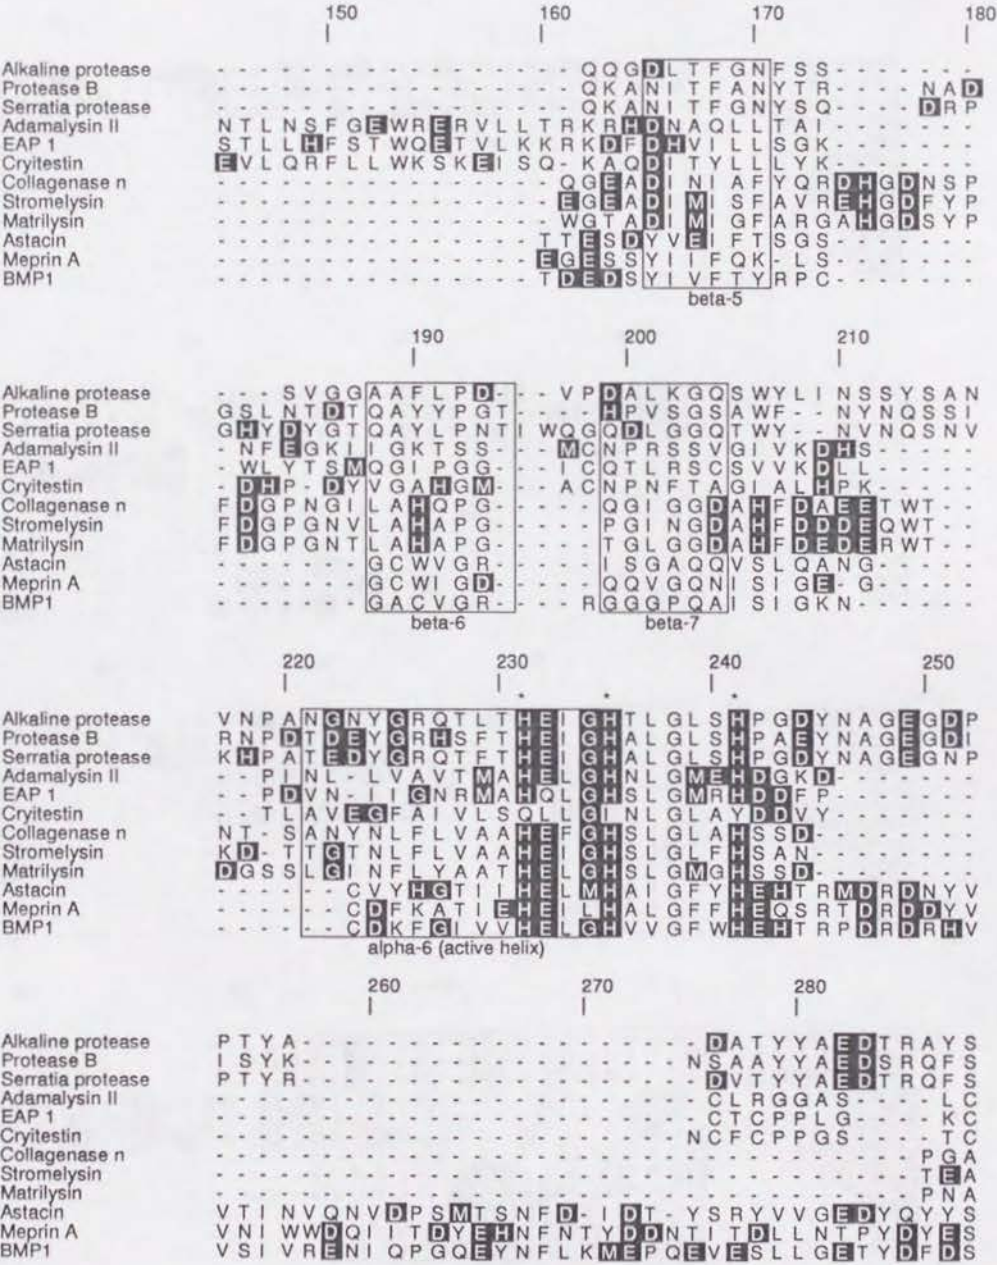 150 160 170 180
Alkaline protease - - - - - - - - - - - - - - - - - Q Q G D L T F G N F S S - - - - - - -
Protease B - - - - - - - - - - - - - - - - - Q K A N I T F A N Y T R - - - - N A D
Serratia protease - - - - - - - - - - - - - - - - - Q K A N I T F G N Y S Q - - - - D R P
Adamalysin II N T L N S F G E W R E R V L L T R K R H D N A Q L L T A I - - - - - - -
EAP 1 S T L L H F S T W Q E T V L K K R K D F D H V I L L S G K - - - - - - -
Cryitestin E V L Q R F L L W K S K E I S Q - K A Q D I T Y L L L Y K - - - - - - -
Collagenase n - - - - - - - - - - - - - - - - Q G E A D I N I A F Y Q R D H G D N S P
Stromelysin - - - - - - - - - - - - - - - - E G E A D I M I S F A V R E H G D F Y P
Matrilysin - - - - - - - - - - - - - - - - W G T A D I M I G F A R G A H G D S Y P
Astacin - - - - - - - - - - - - - - - T T E S D Y V E I F T S G S - - - - - - -
Meprin A - - - - - - - - - - - - - - - E G E S S Y I I F Q K - L S - - - - - - -
BMP1 - - - - - - - - - - - - - - - T D E D S Y I V F T Y R P C - - - - - - -
beta-5
190 200 210
Alkaline protease - - - S V G G A A F L P D - - - V P D A L K G Q S W Y L I N S S Y S A N
Protease B G S L N T D T Q A Y Y P G T - - - - H P V S G S A W F - - N Y N Q S S I
Serratia protease G H Y D Y G T Q A Y L P N T I W Q G Q D L G G Q T W Y - - N V N Q S N V
Adamalysin II - - N F E G K I I G K T S S - - - M C N P R S S V G I V K D H S - - - - -
EAP 1 - W L Y T S M Q G I P G G - - - I C Q T L R S C S V V K D L L - - - - -
Cryitestin - D H P - D Y V G A H G M - - - A C N P N F T A G I A L H P K - - - - -
Collagenase n F D G P N G I L A H Q P G - - - - - Q G I G G D A H F D A E E T W T - -
Stromelysin F D G P G N V L A H A P G - - - - - P G I N G D A H F D D D E Q W T - -
Matrilysin F D G P G N T L A H A P G - - - - - T G L G G D A H F D E D E R W T - -
Astacin - - - - - - - G C W V G R - - - - - I S G A Q Q V S L Q A N G - - - - -
Meprin A - - - - - - - G C W I G D - - - - - Q Q V G Q N I S I G E - G - - - - -
BMP1 - - - - - - - G A C V G R - - - - R G G G P Q A I S I G K N - - - - - -
beta-6 beta-7
220 230 240 250
* * *
Alkaline protease V N P A N G N Y G R Q T L T H E I G H T L G L S H P G D Y N A G E G D P
Protease B R N P D T D E Y G R H S F T H E I G H A L G L S H P A E Y N A G E G D I
Serratia protease K H P A T E D Y G R Q T F T H E I G H A L G L S H P G D Y N A G E G N P
Adamalysin II - - P I N L - L V A V T M A H E L G H N L G M E H D G K D - - - - - - -
EAP 1 - - P D V N - I I G N R M A H Q L G H S L G M R H D D F P - - - - - - -
Cryitestin - - T L A V E G F A I V L S Q L L G I N L G L A Y D D V Y - - - - - - -
Collagenase n N T - S A N Y N L F L V A A H E F G H S L G L A H S S D - - - - - - - -
Stromelysin K D - T T G T N L F L V A A H E I G H S L G L F H S A N - - - - - - - -
Matrilysin D G S S L G I N F L Y A A T H E L G H S L G M G H S S D - - - - - - - -
Astacin - - - - - - C V Y H G T I I H E L M H A I G F Y H E H T R M D R D N Y V
Meprin A - - - - - - C D F K A T I E H E I L H A L G F F H E Q S R T D R D D Y V
BMP1 - - - - - - C D K F G I V V H E L G H V V G F W H E H T R P D R D R H V
alpha-6 (active helix)
260 270 280
Alkaline protease P T Y A - - - - - - - - - - - - - - - - - - - D A T Y Y A E D T R A Y S
Protease B I S Y K - - - - - - - - - - - - - - - - - - N S A A Y Y A E D S R Q F S
Serratia protease P T Y R - - - - - - - - - - - - - - - - - - - D V T Y Y A E D T R Q F S
Adamalysin II - - - - - - - - - - - - - - - - - - - - - - - C L R G G A S - - - - L C
EAP 1 - - - - - - - - - - - - - - - - - - - - - - - C T C P P L G - - - - K C
Cryitestin - - - - - - - - - - - - - - - - - - - - - - N C F C P P G S - - - - T C
Collagenase n - - - - - - - - - - - - - - - - - - - - - - - - - - - - - - - - - P G A
Stromelysin - - - - - - - - - - - - - - - - - - - - - - - - - - - - - - - - - T E A
Matrilysin - - - - - - - - - - - - - - - - - - - - - - - - - - - - - - - - - P N A
Astacin V T I N V Q N V D P S M T S N F D - I D T - Y S R Y V V G E D Y Q Y Y S
Meprin A V N I W W D Q I I T D Y E H N F N T Y D D N T I T D L L N T P Y D Y E S
BMP1 V S I V R E N I Q P G Q E Y N F L K M E P Q E V E S L L G E T Y D F D S